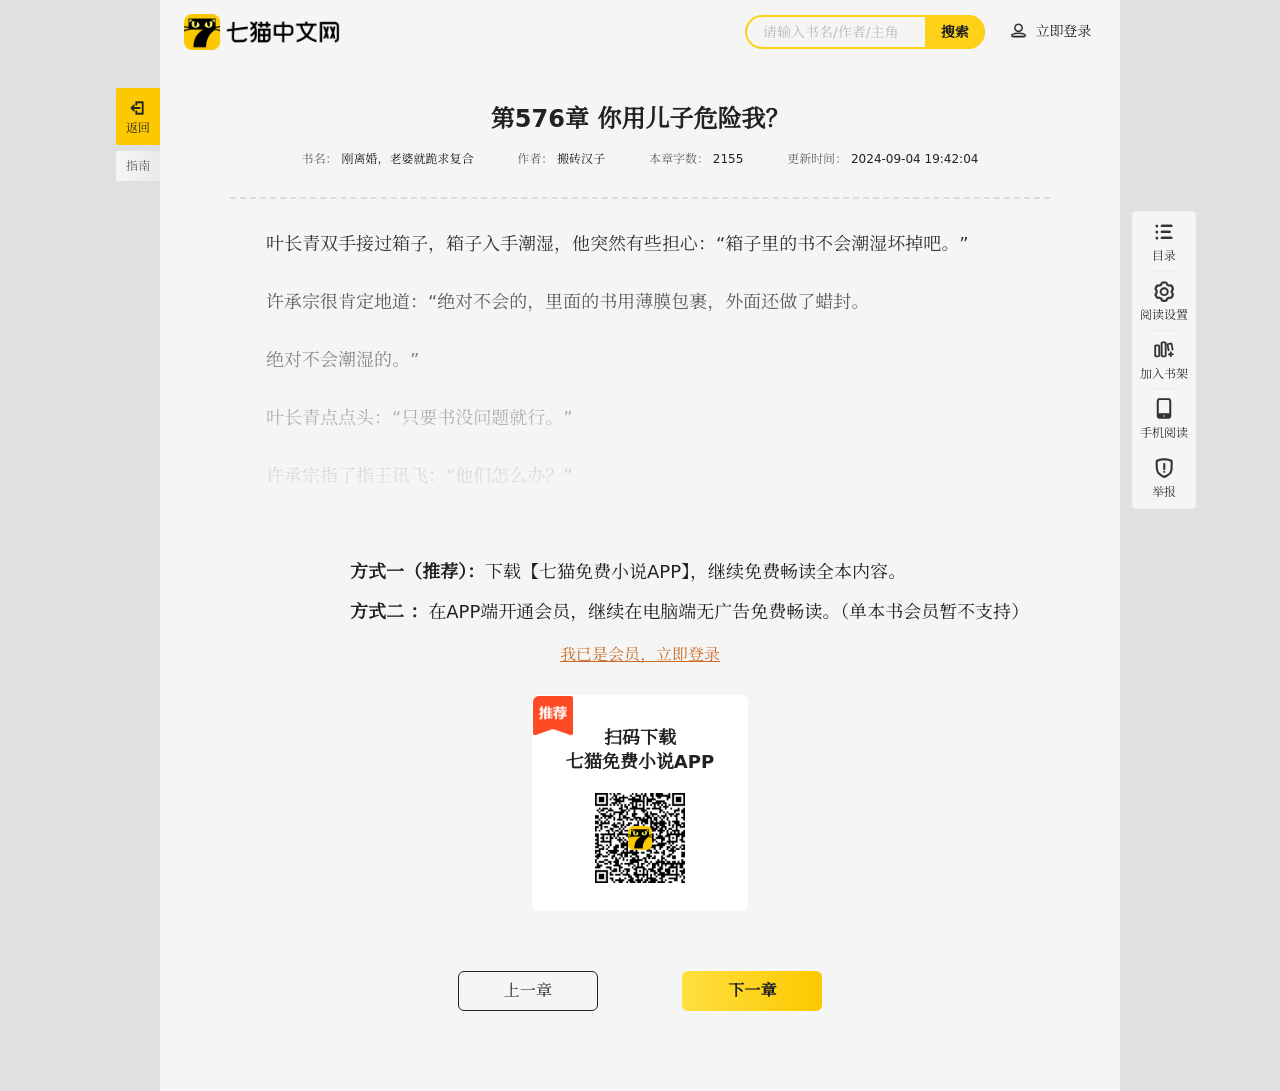 七猫中文网
请输入书名/作者/主角
搜索
立即登录
返回
指南
第576章 你用儿子危险我？
书名： 刚离婚，老婆就跪求复合 作者： 搬砖汉子 本章字数： 2155 更新时间： 2024-09-04 19:42:04
叶长青双手接过箱子，箱子入手潮湿，他突然有些担心：“箱子里的书不会潮湿坏掉吧。”
许承宗很肯定地道：“绝对不会的，里面的书用薄膜包裹，外面还做了蜡封。
绝对不会潮湿的。”
叶长青点点头：“只要书没问题就行。”
许承宗指了指王讯飞：“他们怎么办？”
目录
阅读设置
加入书架
手机阅读
举报
方式一（推荐）：下载【七猫免费小说APP】，继续免费畅读全本内容。
方式二 ：在APP端开通会员，继续在电脑端无广告免费畅读。（单本书会员暂不支持）
我已是会员，立即登录
推荐
扫码下载
七猫免费小说APP
上一章
下一章